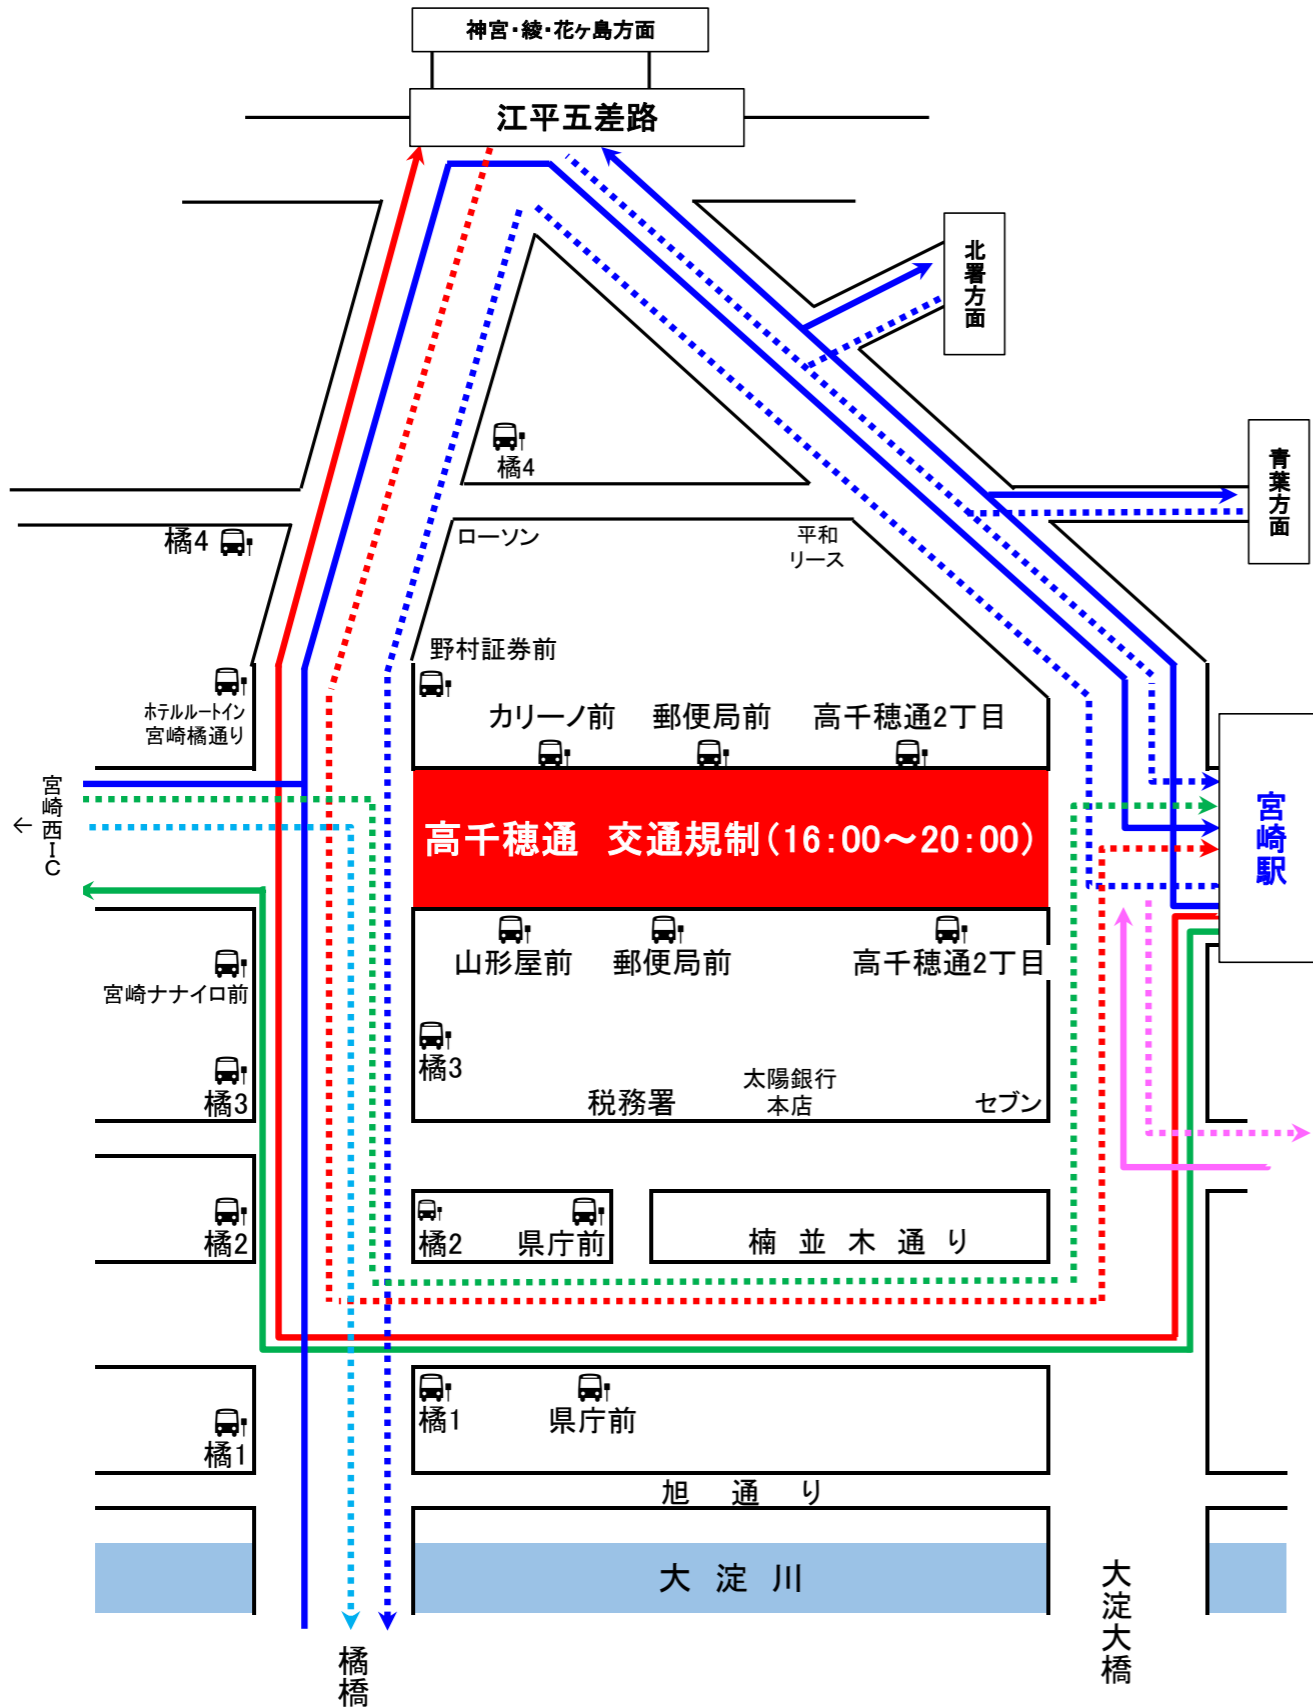 神宮・綾・花ヶ島方面
江平五差路
北署方面
青葉方面
橘4
橘4
ローソン
平和
リース
野村証券前
ホテルルートイン
宮崎橘通り
カリーノ前
郵便局前
高千穂通2丁目
←
宮崎西IC
高千穂通 交通規制(16:00～20:00)
宮崎駅
山形屋前
郵便局前
高千穂通2丁目
宮崎ナナイロ前
橘3
橘3
税務署
太陽銀行
本店
セブン
橘2
橘2
県庁前
楠並木通り
橘1
橘1
県庁前
旭通り
大淀川
大淀大橋
橘橋